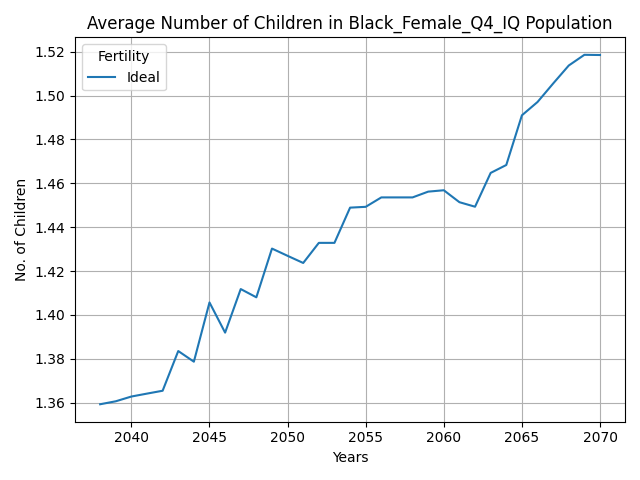 Average Number of Children in Black_Female_Q4_IQ Population
Fertility
Ideal
1.52
1.50
1.48
1.46
1.44
1.42
1.40
1.38
1.36
No. of Children
2040 2045 2050 2055 2060 2065 2070
Years